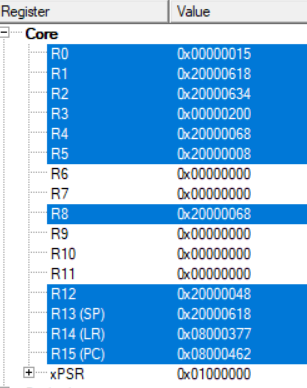 Register Value
Core
R0 0x00000015
R1 0x20000618
R2 0x20000634
R3 0x00000200
R4 0x20000068
R5 0x20000008
R6 0x00000000
R7 0x00000000
R8 0x20000068
R9 0x00000000
R10 0x00000000
R11 0x00000000
R12 0x20000048
R13 (SP) 0x20000618
R14 (LR) 0x08000377
R15 (PC) 0x08000462
xPSR 0x01000000